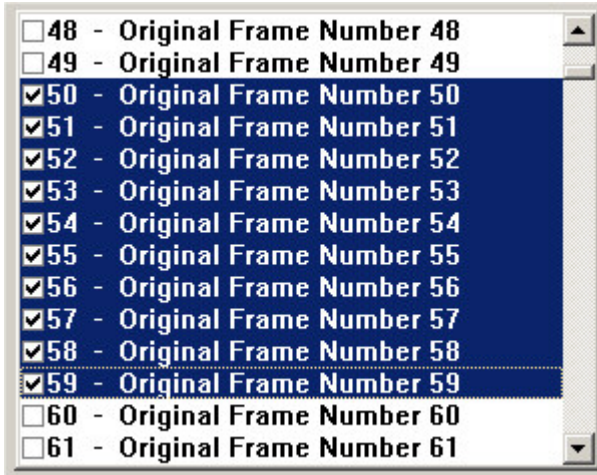 48 - Original Frame Number 48
49 - Original Frame Number 49
50 - Original Frame Number 50
51 - Original Frame Number 51
52 - Original Frame Number 52
53 - Original Frame Number 53
54 - Original Frame Number 54
55 - Original Frame Number 55
56 - Original Frame Number 56
57 - Original Frame Number 57
58 - Original Frame Number 58
59 - Original Frame Number 59
60 - Original Frame Number 60
61 - Original Frame Number 61